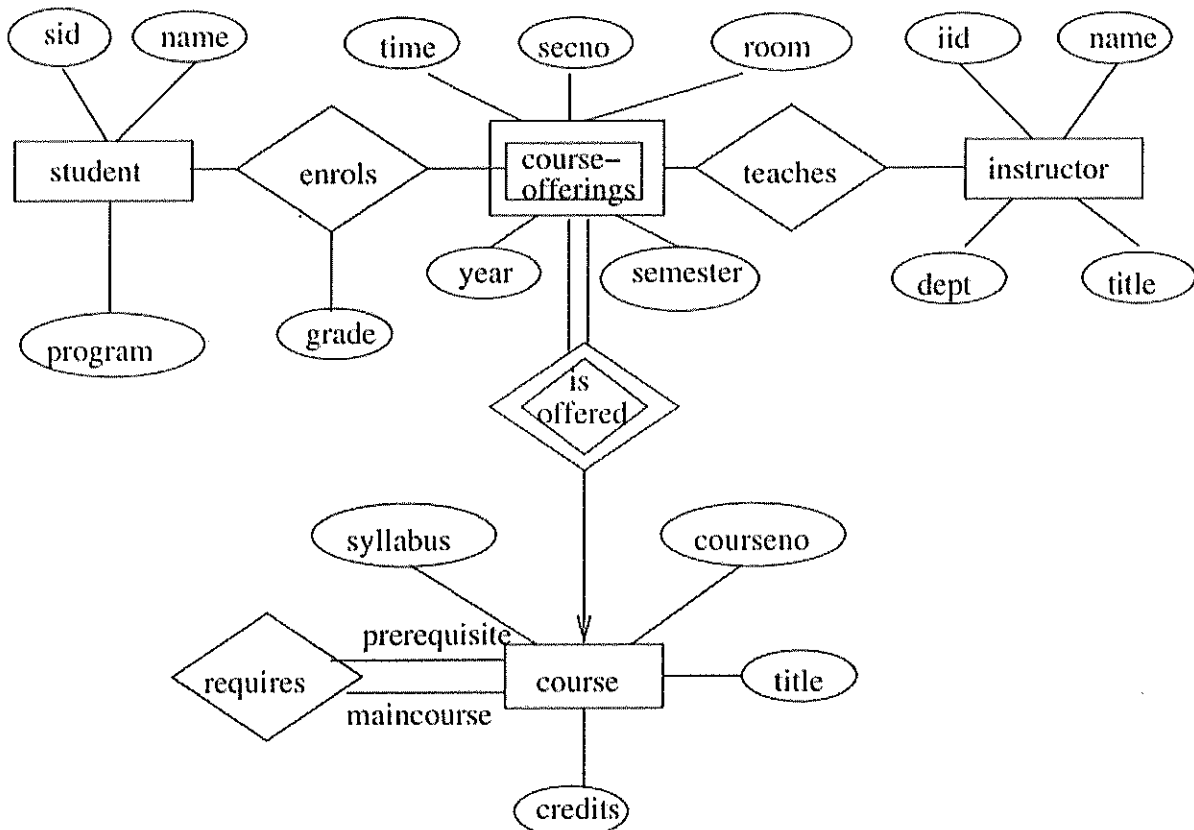 sid
name
time
secno
room
iid
name
student
enrols
course-
offerings
teaches
instructor
year
semester
dept
title
program
grade
is
offered
syllabus
courseno
prerequisite
requires
course
title
maincourse
credits